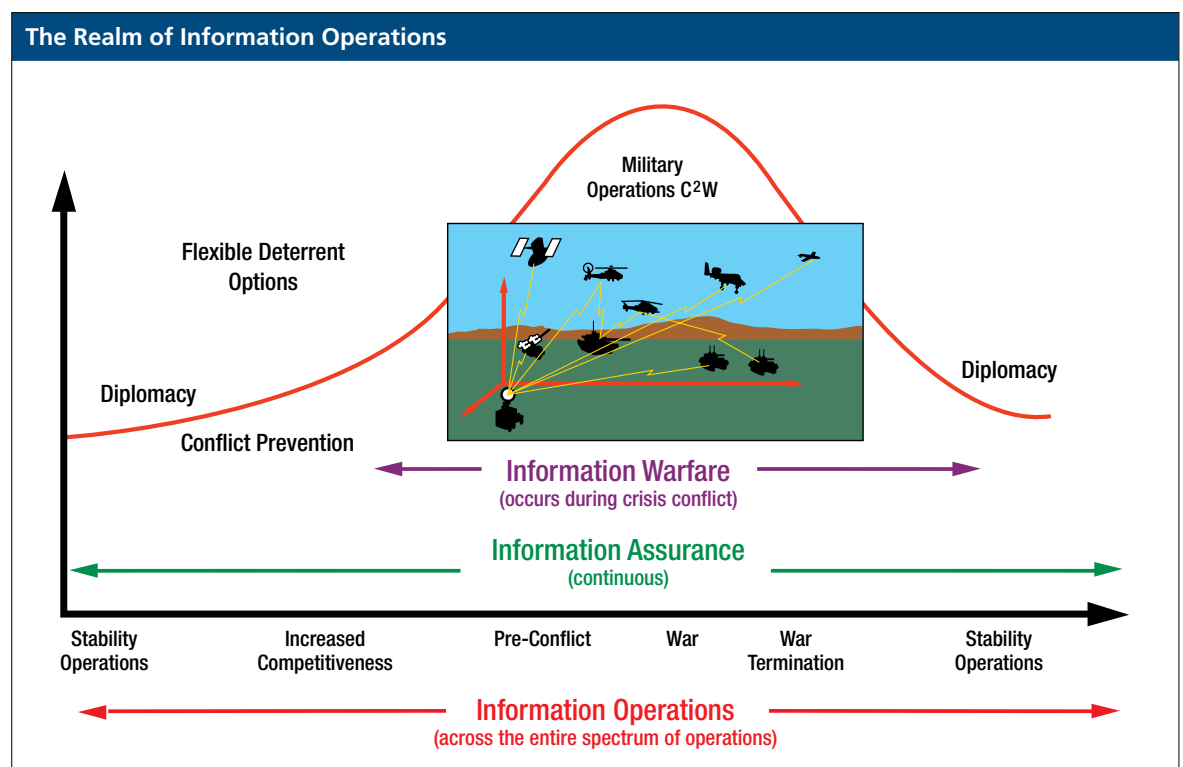 The Realm of Information Operations
Military
Operations C²W
Flexible Deterrent
Options
Diplomacy
Diplomacy
Conflict Prevention
Information Warfare
(occurs during crisis conflict)
Information Assurance
(continuous)
Stability
Operations
Increased
Competitiveness
Pre-Conflict
War
War
Termination
Stability
Operations
Information Operations
(across the entire spectrum of operations)